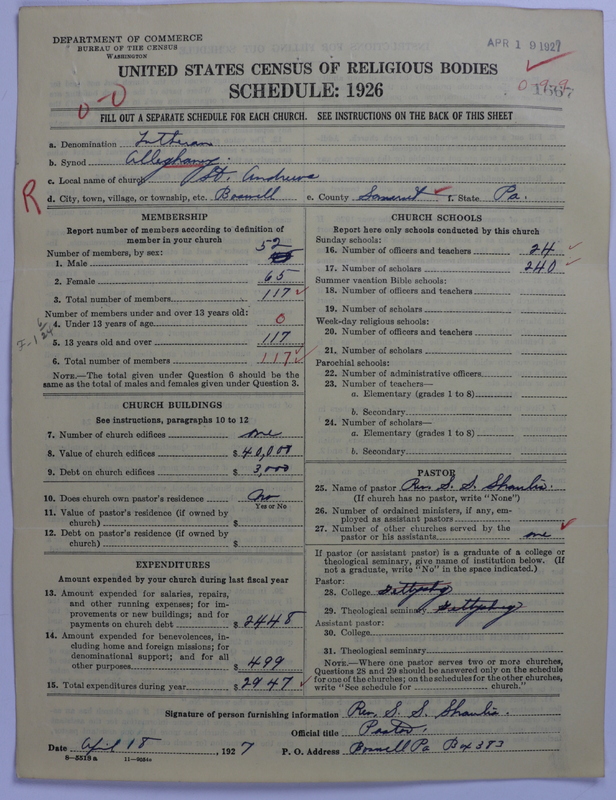 DEPARTMENT OF COMMERCE
BUREAU OF THE CENSUS
WASHINGTON
APR 19 1927
UNITED STATES CENSUS OF RELIGIOUS BODIES
SCHEDULE: 1926
0-0
FILL OUT A SEPARATE SCHEDULE FOR EACH CHURCH. SEE INSTRUCTIONS ON THE BACK OF THIS SHEET
a. Denomination Lutheran
b. Synod Alleghany.
c. Local name of church St. Andrews
R
d. City, town, village, or township, etc. Boswell e. County Somerset f. State Pa.
MEMBERSHIP
Report number of members according to definition of
member in your church
Number of members, by sex:
1. Male 52
2. Female 65
3. Total number of members 117
Number of members under and over 13 years old:
4. Under 13 years of age 0
5. 13 years old and over 117
6. Total number of members 117
NOTE.—The total given under Question 6 should be the
same as the total of males and females given under Question 3.
CHURCH BUILDINGS
See instructions, paragraphs 10 to 12
7. Number of church edifices one
8. Value of church edifices $ 40,000
9. Debt on church edifices $ 3,000
10. Does church own pastor's residence No
Yes or No
11. Value of pastor's residence (if owned by
church) $
12. Debt on pastor's residence (if owned by
church) $
EXPENDITURES
Amount expended by your church during last fiscal year
13. Amount expended for salaries, repairs,
and other running expenses; for im-
provements or new buildings; and for
payments on church debt $ 2448
14. Amount expended for benevolences, in-
cluding home and foreign missions; for
denominational support; and for all
other purposes $ 499
15. Total expenditures during year $ 2947
CHURCH SCHOOLS
Report here only schools conducted by this church
Sunday schools:
16. Number of officers and teachers 24
17. Number of scholars 240
Summer vacation Bible schools:
18. Number of officers and teachers
19. Number of scholars
Week-day religious schools:
20. Number of officers and teachers
21. Number of scholars
Parochial schools:
22. Number of administrative officers
23. Number of teachers—
a. Elementary (grades 1 to 8)
b. Secondary
24. Number of scholars—
a. Elementary (grades 1 to 8)
b. Secondary
PASTOR
25. Name of pastor Rev. S. S. Shaulis.
(If church has no pastor, write "None")
26. Number of ordained ministers, if any, em-
ployed as assistant pastors
27. Number of other churches served by the
pastor or his assistants one
If pastor (or assistant pastor) is a graduate of a college or
theological seminary, give name of institution below. (If
not a graduate, write "No" in the space indicated.)
Pastor:
28. College Gettysbg
29. Theological seminary Gettysbug
Assistant pastor:
30. College
31. Theological seminary
NOTE.—Where one pastor serves two or more churches,
Questions 28 and 29 should be answered only on the schedule
for one of the churches; on the schedules for the other churches,
write "See schedule for church."
Signature of person furnishing information Rev. S. S. Shaulis.
Official title Pastor.
Date April 18, 1927 P. O. Address Boswell Pa B# 383
8-5518a 11-9034a